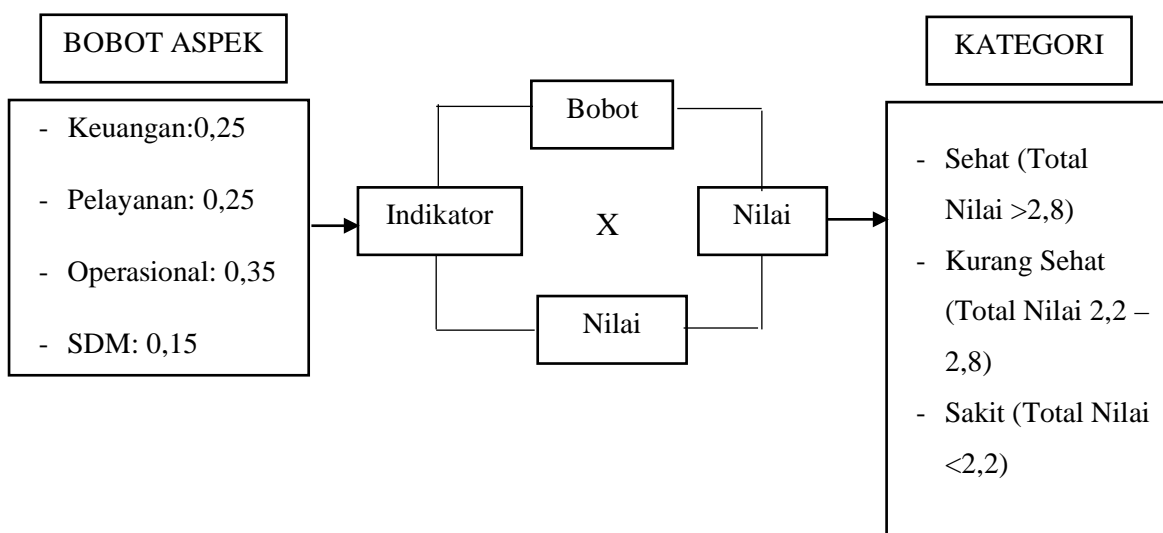 BOBOT ASPEK
- Keuangan:0,25
- Pelayanan: 0,25
- Operasional: 0,35
- SDM: 0,15
Indikator
Bobot
X
Nilai
Nilai
KATEGORI
- Sehat (Total
Nilai >2,8)
- Kurang Sehat
(Total Nilai 2,2 –
2,8)
- Sakit (Total Nilai
<2,2)